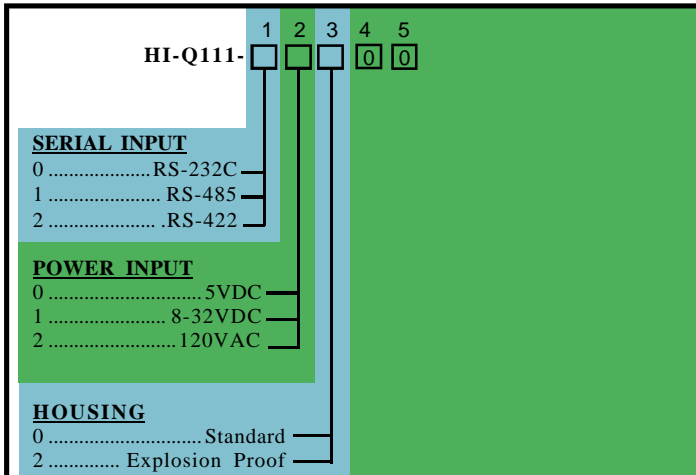 1 2 3 4 5
HI-Q111- 0 0
SERIAL INPUT
0 ....................RS-232C
1 ..................... RS-485
2 ..................... .RS-422
POWER INPUT
0 ............................. 5VDC
1 ...................... 8-32VDC
2 ........................120VAC
HOUSING
0 .............................Standard
2 ............. Explosion Proof